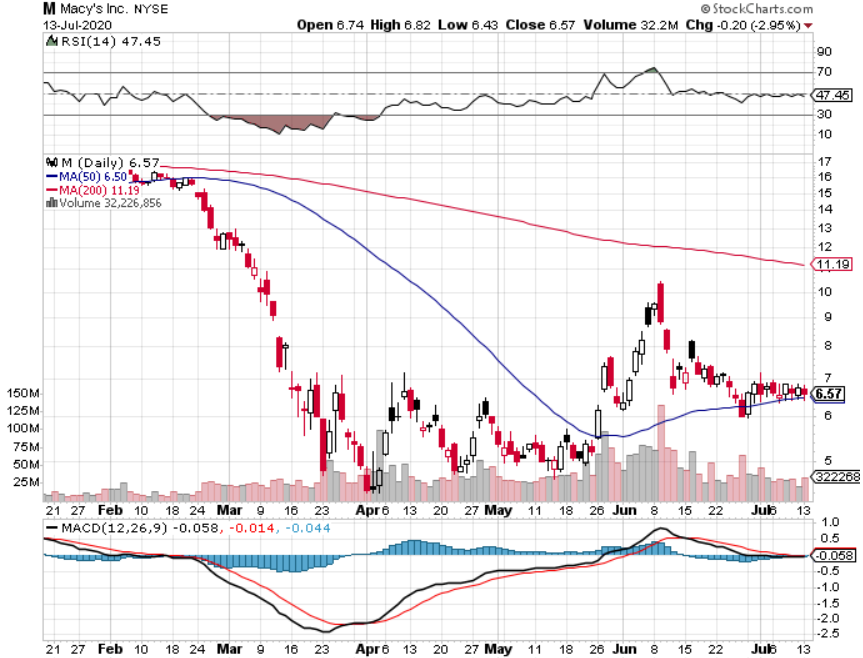 M Macy's Inc. NYSE © StockCharts.com
13-Jul-2020 Open 6.74 High 6.82 Low 6.43 Close 6.57 Volume 32.2M Chg -0.20 (-2.95%)
RSI(14) 47.45
90
70
47.45
30
10
M (Daily) 6.57
MA(50) 6.50
MA(200) 11.19
Volume 32,226,856
17
16
15
14
13
12
11.19
10
9
8
7
6.57
6
5
322268
150M
125M
100M
75M
50M
25M
21 27 Feb 10 18 24 Mar 9 16 23 Apr 6 13 20 27 May 11 18 26 Jun 8 15 22 Jul 6 13
MACD(12,26,9) -0.058, -0.014, -0.044
1.0
0.5
-0.058
-0.5
-1.0
-1.5
-2.0
-2.5
21 27 Feb 10 18 24 Mar 9 16 23 Apr 6 13 20 27 May 11 18 26 Jun 8 15 22 Jul 6 13